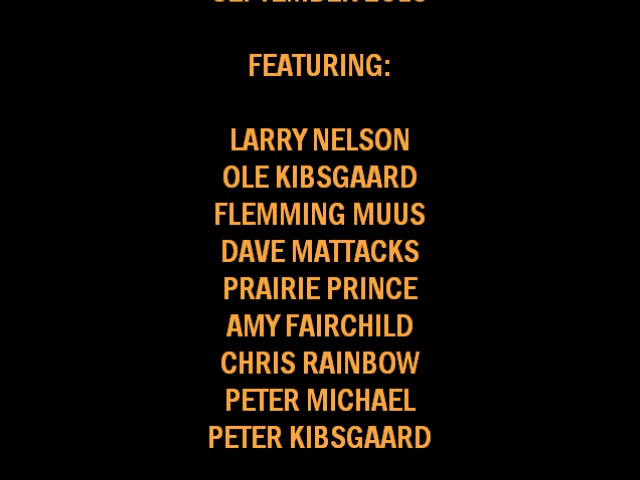 FEATURING:
LARRY NELSON
OLE KIBSGAARD
FLEMMING MUUS
DAVE MATTACKS
PRAIRIE PRINCE
AMY FAIRCHILD
CHRIS RAINBOW
PETER MICHAEL
PETER KIBSGAARD